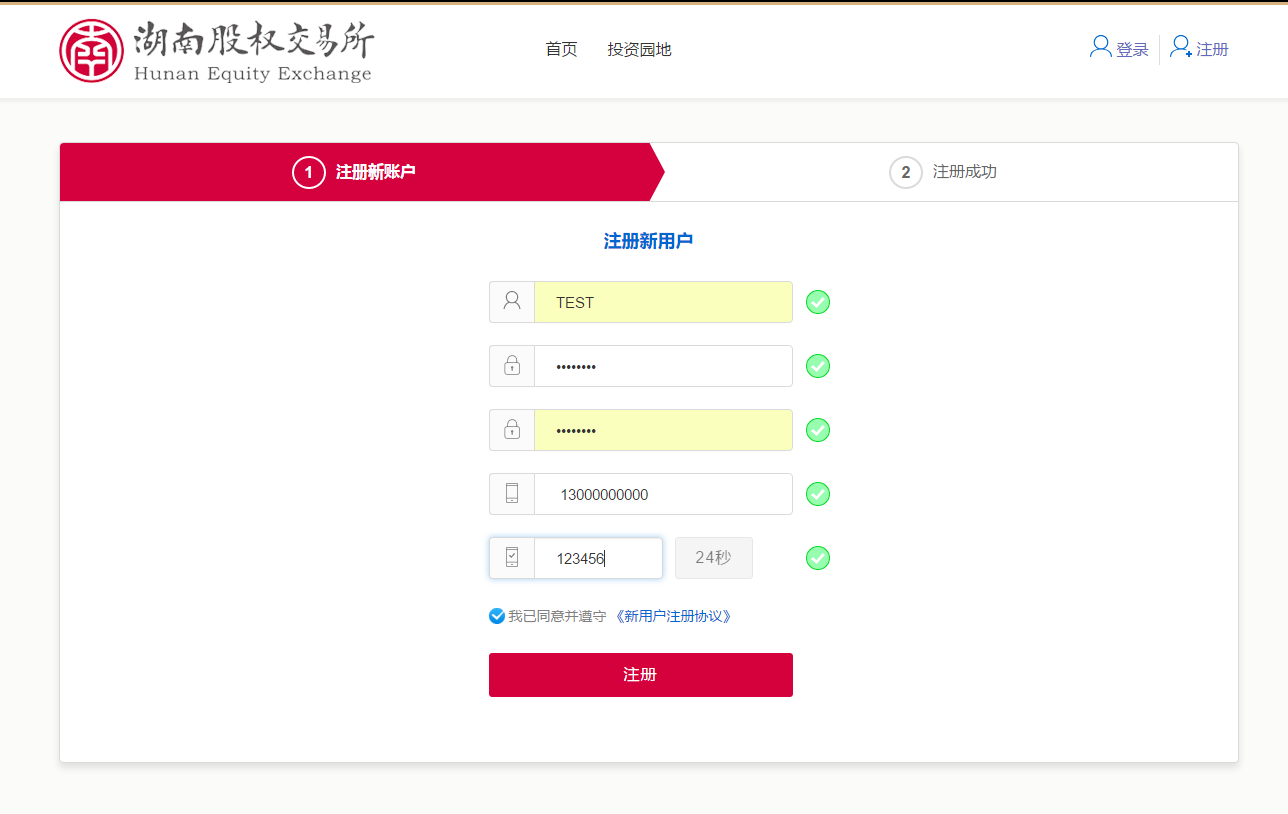 湖南股权交易所
Hunan Equity Exchange
首页 投资园地
登录 注册
1 注册新账户
2 注册成功
注册新用户
TEST
••••••••
••••••••
13000000000
123456 24秒
我已同意并遵守 《新用户注册协议》
注册